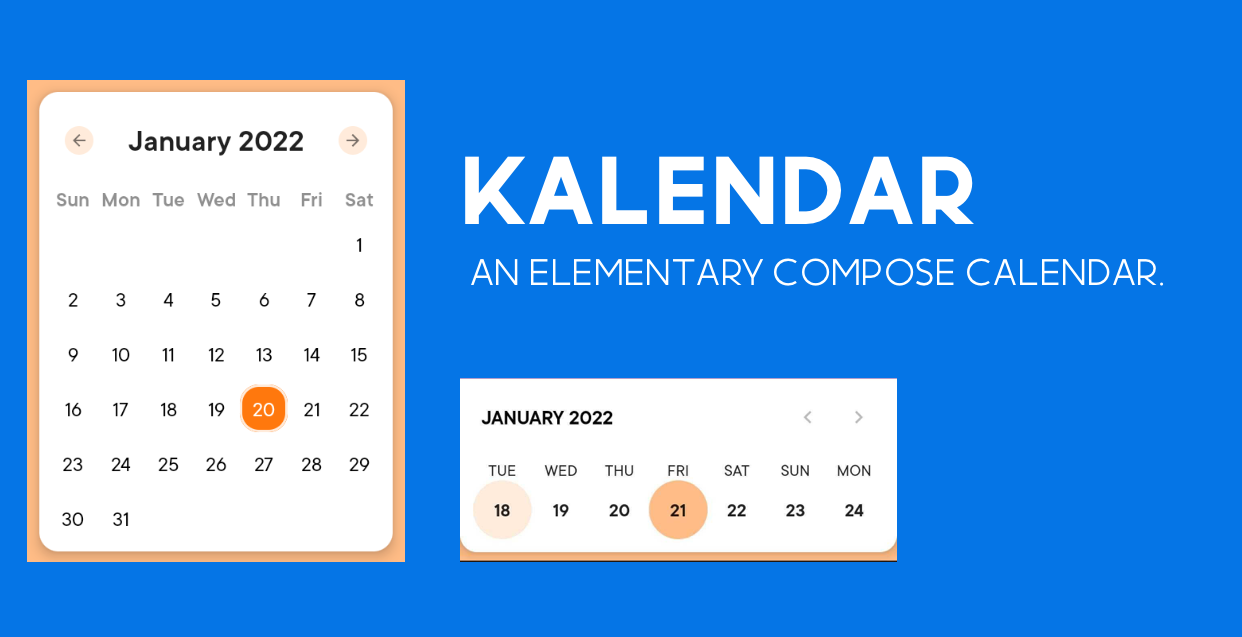 January 2022
Sun Mon Tue Wed Thu Fri Sat
1
2 3 4 5 6 7 8
9 10 11 12 13 14 15
16 17 18 19 20 21 22
23 24 25 26 27 28 29
30 31
KALENDAR
AN ELEMENTARY COMPOSE CALENDAR.
JANUARY 2022
TUE WED THU FRI SAT SUN MON
18 19 20 21 22 23 24